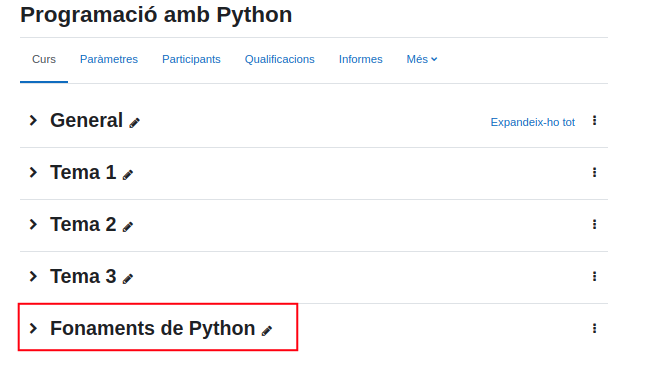 Programació amb Python
Curs Paràmetres Participants Qualificacions Informes Més
General Expandeix-ho tot
Tema 1
Tema 2
Tema 3
Fonaments de Python